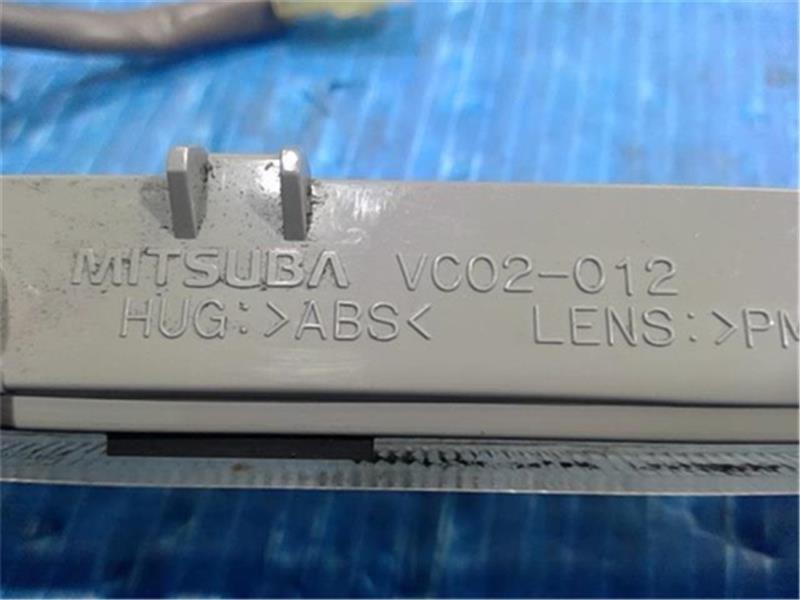 MITSUBA VC02-012
HUG:>ABS< LENS:>PM